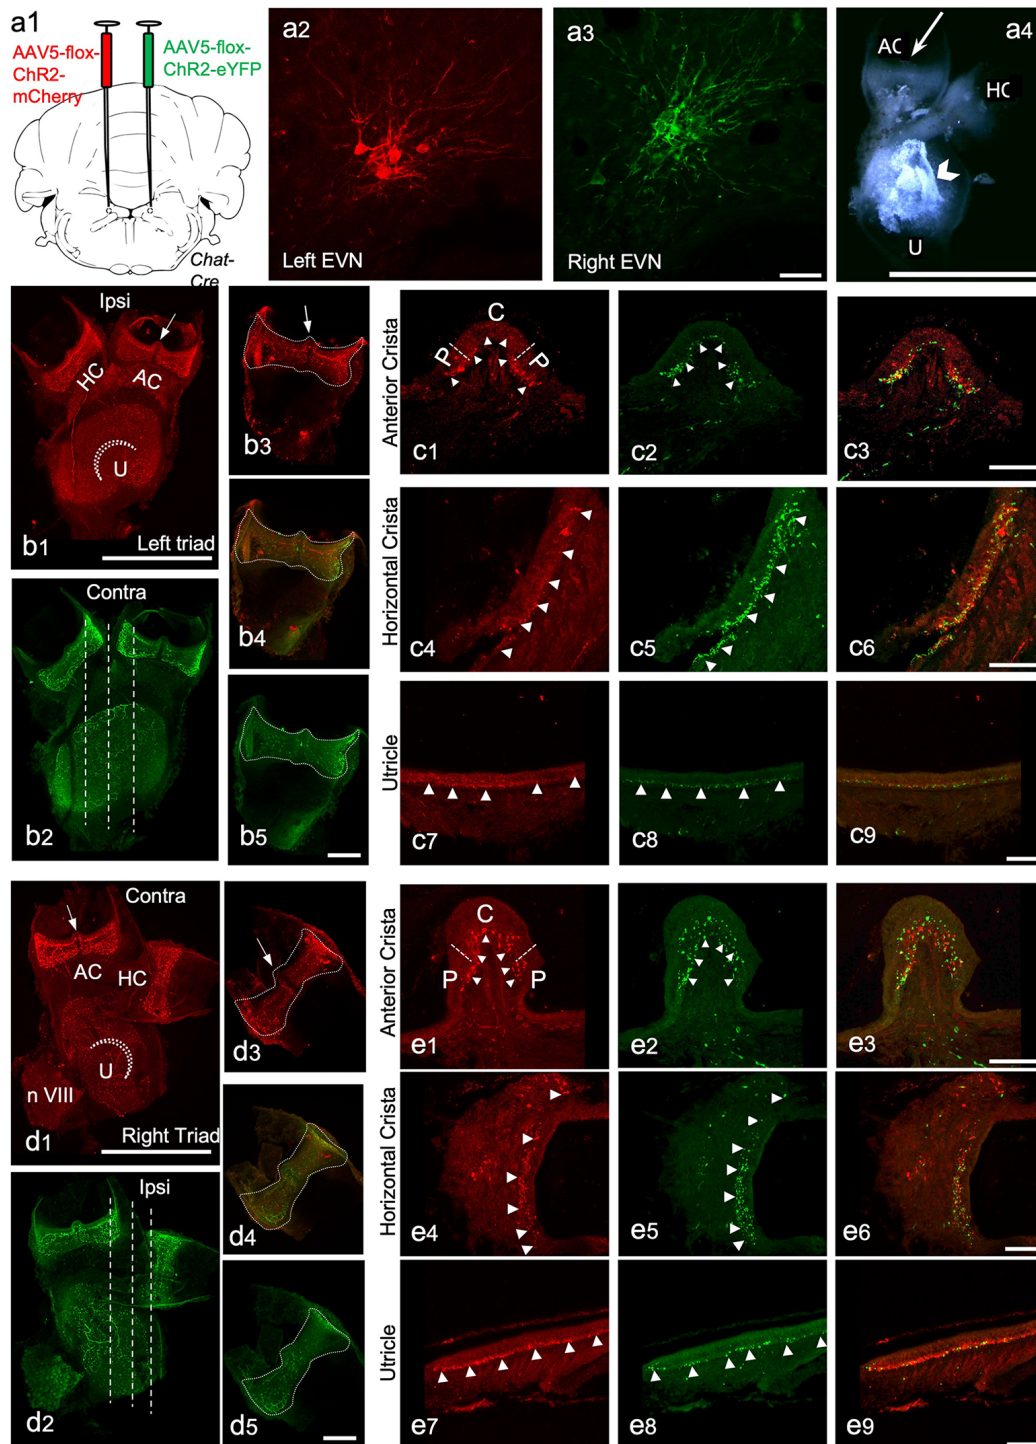 a1
AAV5-flox-
ChR2-
mCherry
AAV5-flox-
ChR2-eYFP
Chat-
Cre
a2
Left EVN
a3
Right EVN
a4
AC
HC
U
Ipsi
HC
AC
U
b1
Left triad
Contra
b2
b3
b4
b5
Anterior Crista
C
P
P
c1
c2
c3
Horizontal Crista
c4
c5
c6
Utricle
c7
c8
c9
Contra
AC
HC
U
n VIII
d1
Right Triad
Ipsi
d2
d3
d4
d5
Anterior Crista
C
P
P
e1
e2
e3
Horizontal Crista
e4
e5
e6
Utricle
e7
e8
e9